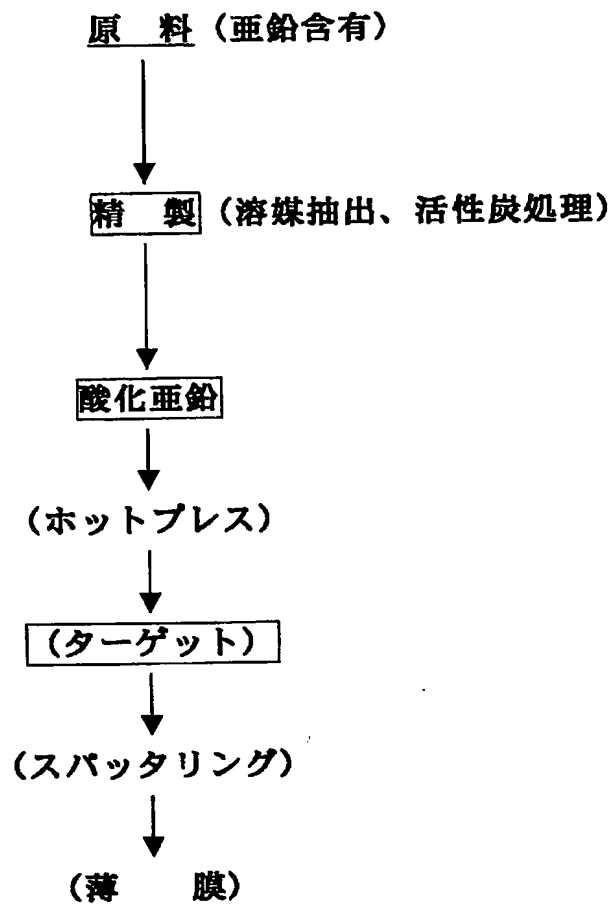 原　料（亜鉛含有）
精　製（溶媒抽出、活性炭処理）
酸化亜鉛
（ホットプレス）
（ターゲット）
（スパッタリング）
（薄　　膜）